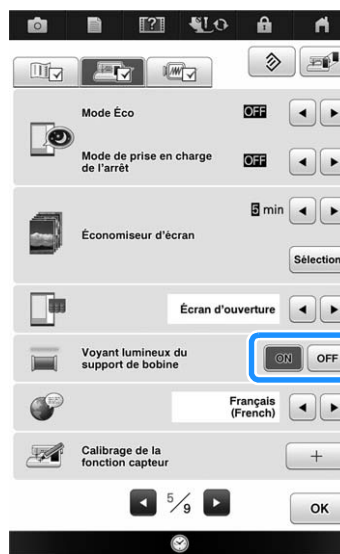 Mode Éco
OFF
Mode de prise en charge
de l'arrêt
OFF
5 min
Économiseur d'écran
Sélection
Écran d'ouverture
Voyant lumineux du
support de bobine
ON
OFF
Français
(French)
Calibrage de la
fonction capteur
+
5/9
OK